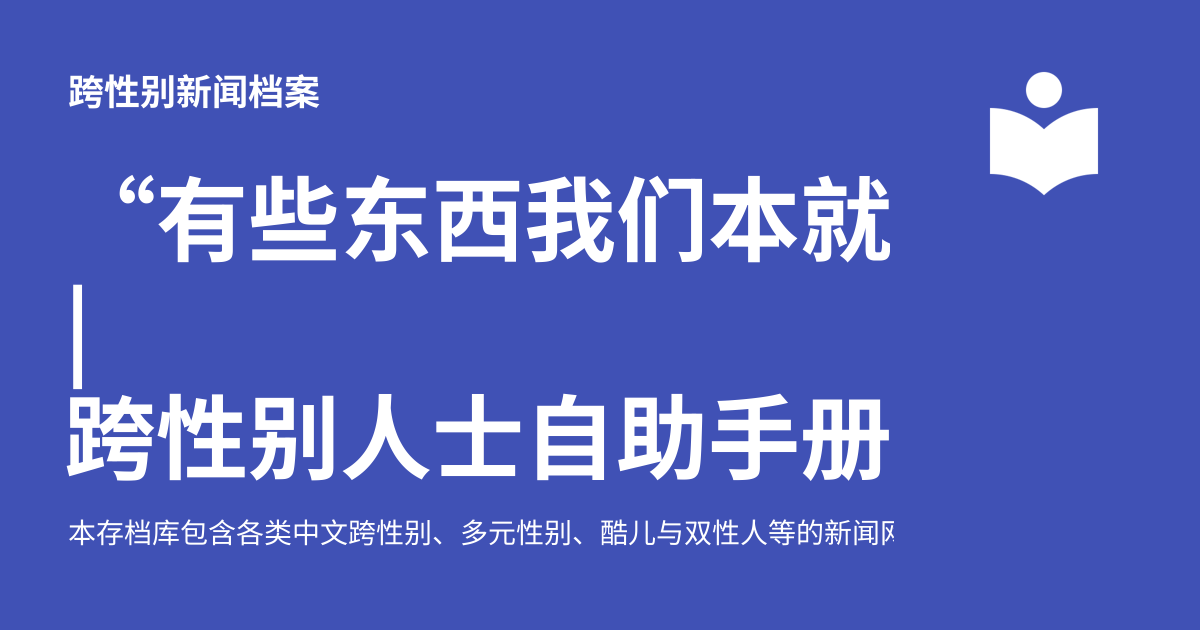 跨性别新闻档案
“有些东西我们本就
|
跨性别人士自助手册
本存档库包含各类中文跨性别、多元性别、酷儿与双性人等的新闻